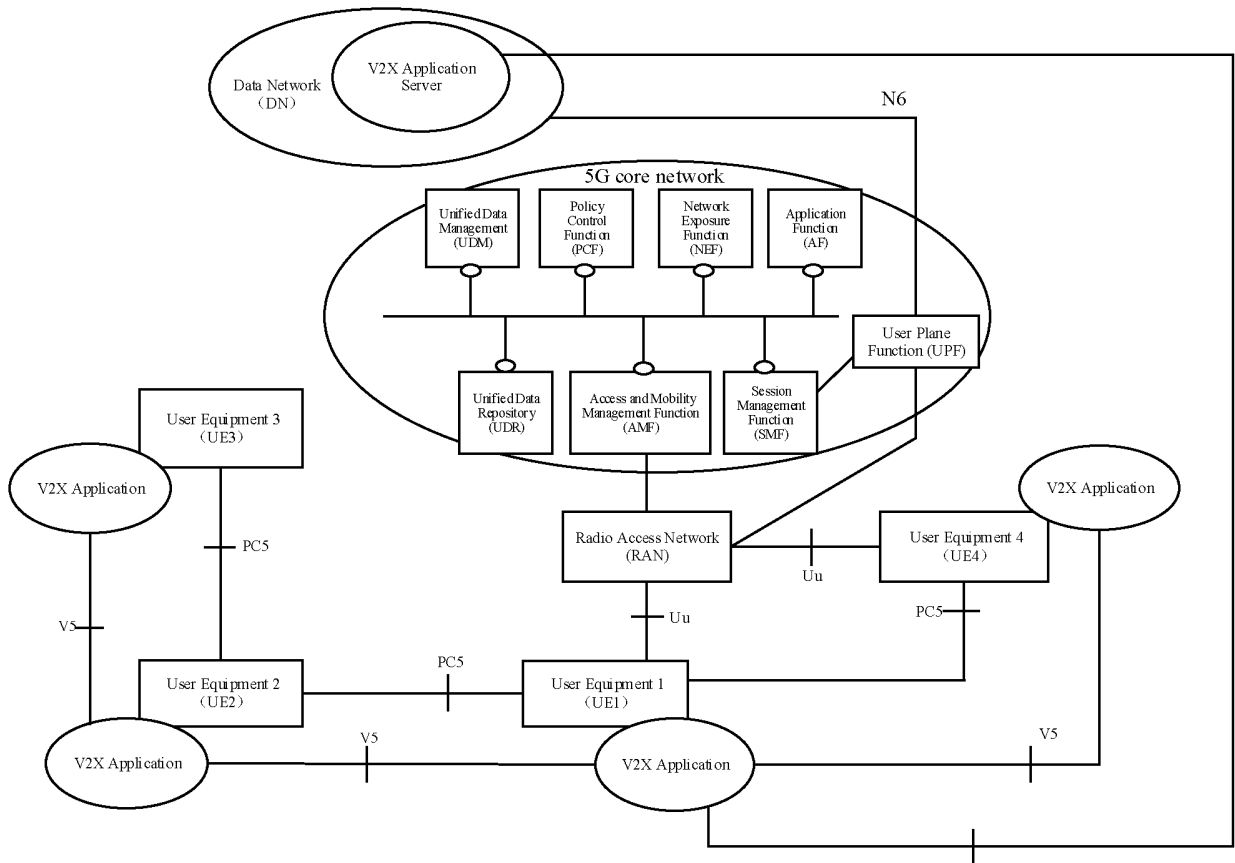 V2X Application
Server
Data Network
（DN）
N6
5G core network
Unified Data
Management
(UDM)
Policy
Control
Function
(PCF)
Network
Exposure
Function
(NEF)
Application
Function
(AF)
User Plane
Function (UPF)
Unified Data
Repository
(UDR)
Access and Mobility
Management Function
(AMF)
Session
Management
Function
(SMF)
User Equipment 3
（UE3）
V2X Application
V2X Application
PC5
Radio Access Network
(RAN)
User Equipment 4
（UE4）
Uu
PC5
Uu
V5
PC5
User Equipment 2
（UE2）
User Equipment 1
（UE1）
V5
V5
V2X Application
V2X Application